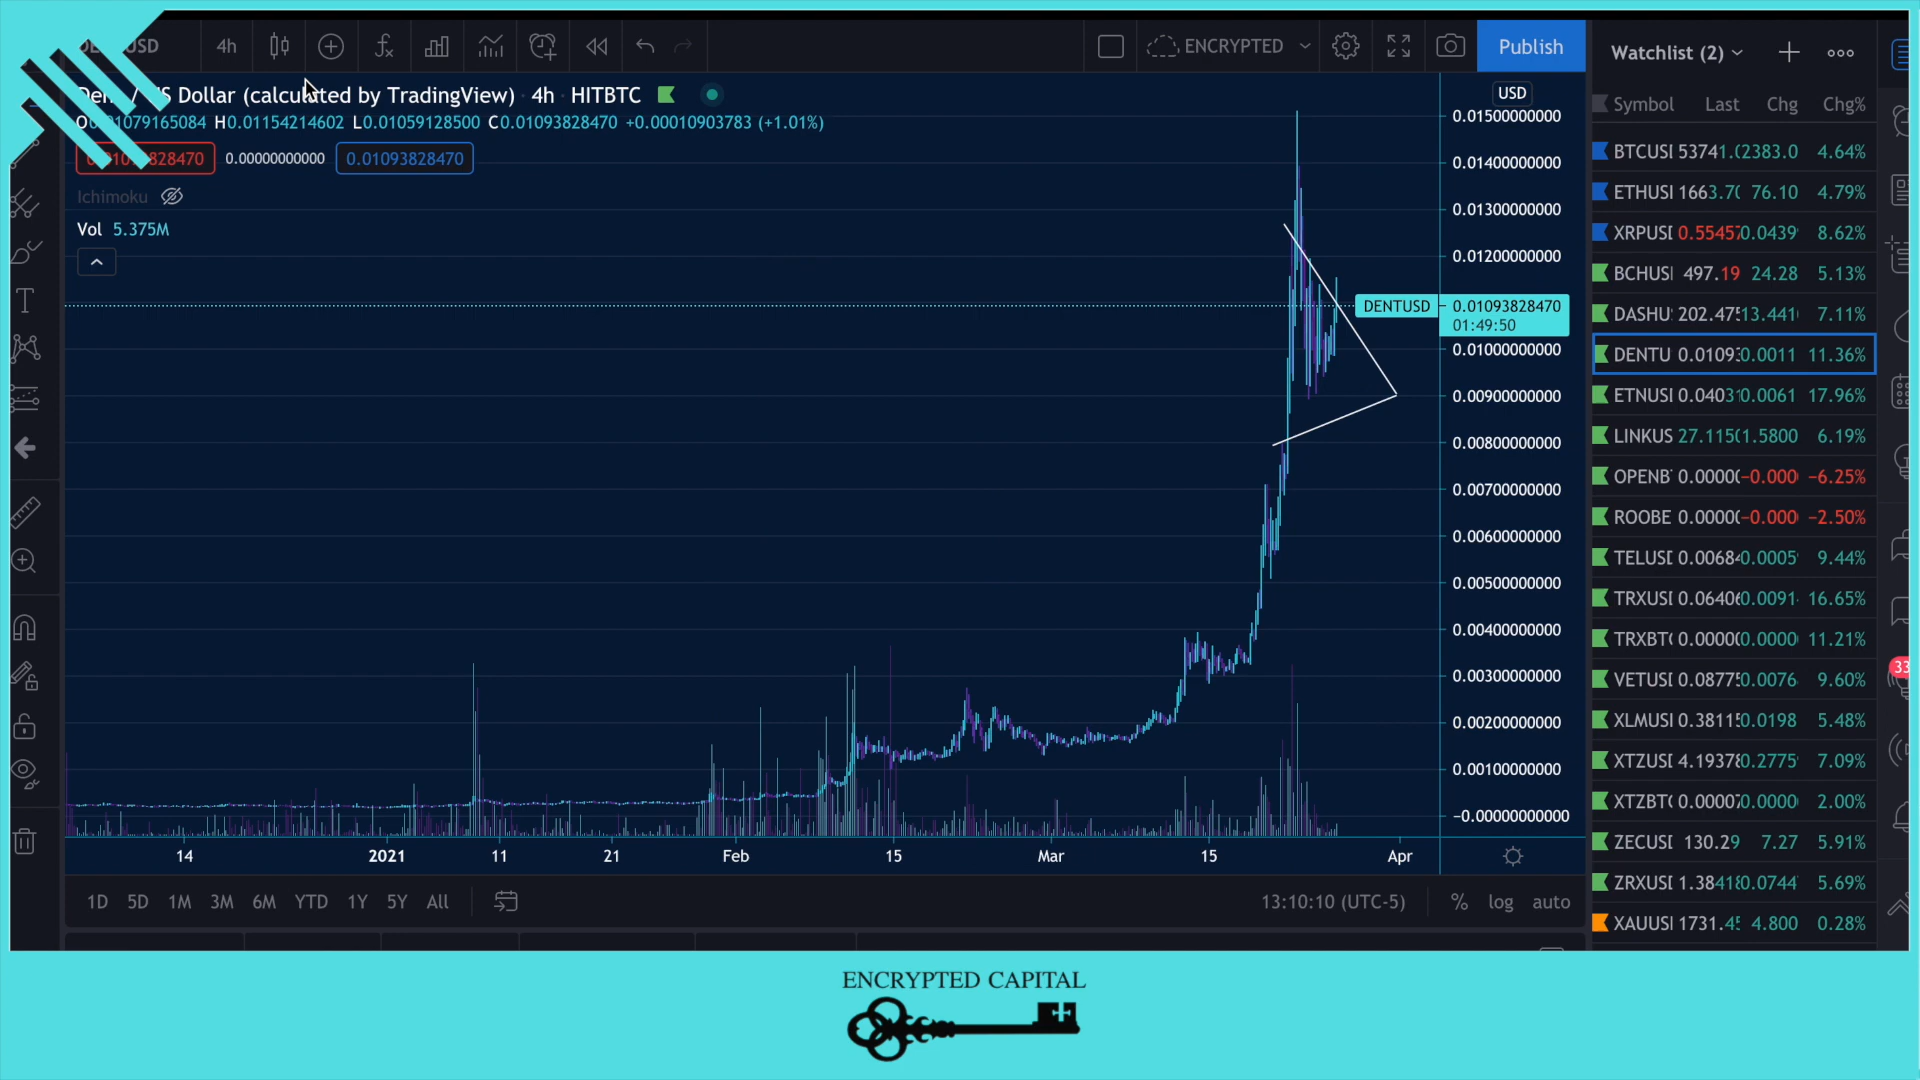 USD
4h
ENCRYPTED
Publish
Watchlist (2)
US Dollar (calculated by TradingView) · 4h · HITBTC
USD
Symbol Last Chg Chg%
O 01079165084 H0.01154214602 L0.01059128500 C0.01093828470 +0.00010903783 (+1.01%)
828470 0.00000000000 0.01093828470
Ichimoku
Vol 5.375M
0.01500000000
0.01400000000
0.01300000000
0.01200000000
DENTUSD 0.01093828470
01:49:50
0.01000000000
0.00900000000
0.00800000000
0.00700000000
0.00600000000
0.00500000000
0.00400000000
0.00300000000
0.00200000000
0.00100000000
−0.00000000000
BTCUSI 53741.0 2383.0 4.64%
ETHUSI 1663.70 76.10 4.79%
XRPUSI 0.55457 0.0439 8.62%
BCHUSI 497.19 24.28 5.13%
DASHU 202.475 13.441 7.11%
DENTU 0.0109 0.0011 11.36%
ETNUSI 0.0403 0.0061 17.96%
LINKUS 27.115 1.5800 6.19%
OPENB 0.0000 −0.000 −6.25%
ROOBE 0.0000 −0.000 −2.50%
TELUSI 0.0068 0.0005 9.44%
TRXUSI 0.0640 0.0091 16.65%
TRXBT 0.0000 0.0000 11.21%
VETUSI 0.0877 0.0076 9.60%
XLMUSI 0.3811 0.0198 5.48%
XTZUSI 4.1937 0.2775 7.09%
XTZBT 0.0000 0.0000 2.00%
ZECUSI 130.29 7.27 5.91%
ZRXUSI 1.3841 0.0744 5.69%
XAUUSI 1731.4 4.800 0.28%
33
14 2021 11 21 Feb 15 Mar 15 Apr
1D 5D 1M 3M 6M YTD 1Y 5Y All
13:10:10 (UTC-5) % log auto
ENCRYPTED CAPITAL